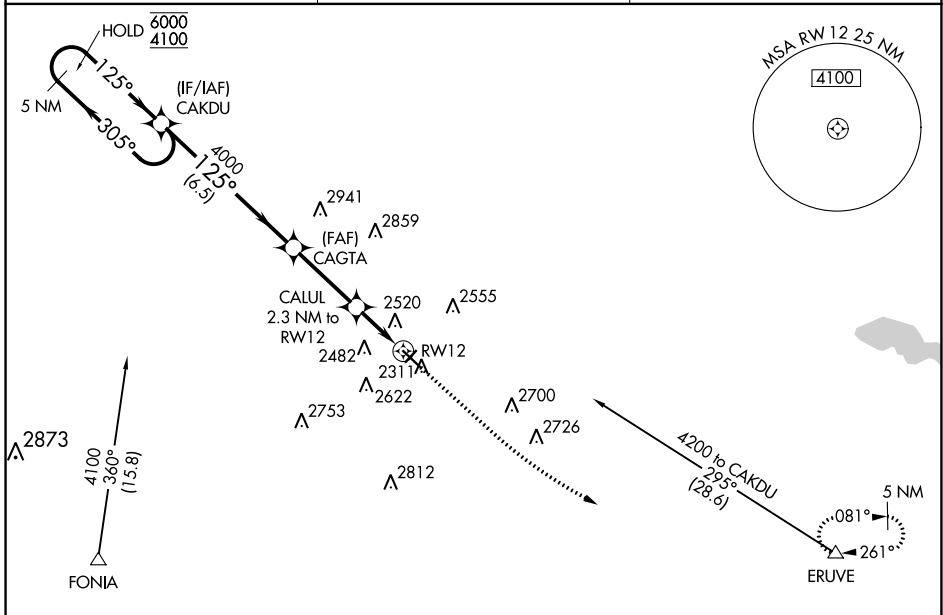 HOLD 6000
4100
5 NM
125°
305°
(IF/IAF)
CAKDU
4000
125°
(6.5)
MSA RW 12 25 NM
4100
2941
2859
(FAF)
CAGTA
CALUL
2.3 NM to
RW12
2520
2555
2482
RW12
2311
2622
2753
2700
2726
2812
2873
4100
360°
(15.8)
FONIA
4200 to CAKDU
295°
(28.6)
5 NM
081°
261°
ERUVE